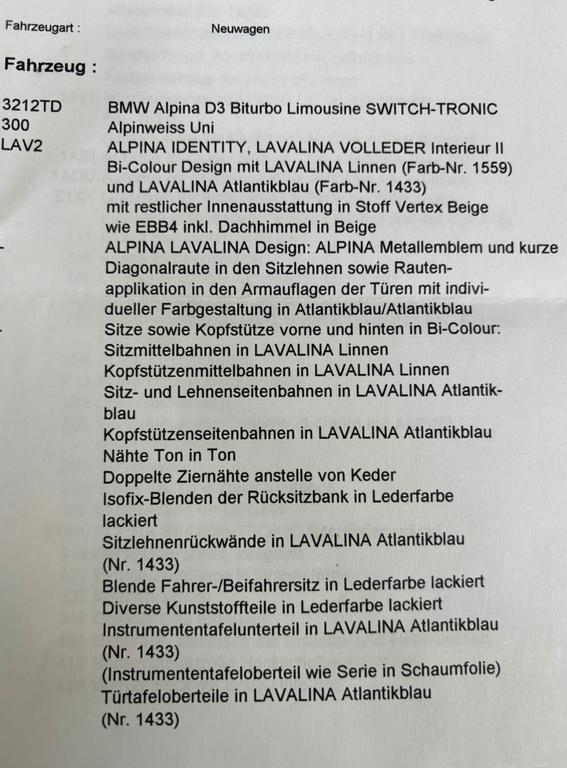 Fahrzeugart : Neuwagen
Fahrzeug :
3212TD BMW Alpina D3 Biturbo Limousine SWITCH-TRONIC
300 Alpinweiss Uni
LAV2 ALPINA IDENTITY, LAVALINA VOLLEDER Interieur II
Bi-Colour Design mit LAVALINA Linnen (Farb-Nr. 1559)
und LAVALINA Atlantikblau (Farb-Nr. 1433)
mit restlicher Innenausstattung in Stoff Vertex Beige
wie EBB4 inkl. Dachhimmel in Beige
- ALPINA LAVALINA Design: ALPINA Metallemblem und kurze
Diagonalraute in den Sitzlehnen sowie Rauten-
applikation in den Armauflagen der Türen mit indivi-
dueller Farbgestaltung in Atlantikblau/Atlantikblau
- Sitze sowie Kopfstütze vorne und hinten in Bi-Colour:
Sitzmittelbahnen in LAVALINA Linnen
Kopfstützenmittelbahnen in LAVALINA Linnen
Sitz- und Lehnenseitenbahnen in LAVALINA Atlantik-
blau
Kopfstützenseitenbahnen in LAVALINA Atlantikblau
Nähte Ton in Ton
Doppelte Ziernähte anstelle von Keder
Isofix-Blenden der Rücksitzbank in Lederfarbe
lackiert
Sitzlehnenrückwände in LAVALINA Atlantikblau
(Nr. 1433)
Blende Fahrer-/Beifahrersitz in Lederfarbe lackiert
Diverse Kunststoffteile in Lederfarbe lackiert
Instrumententafelunterteil in LAVALINA Atlantikblau
(Nr. 1433)
(Instrumententafeloberteil wie Serie in Schaumfolie)
Türtafeloberteile in LAVALINA Atlantikblau
(Nr. 1433)